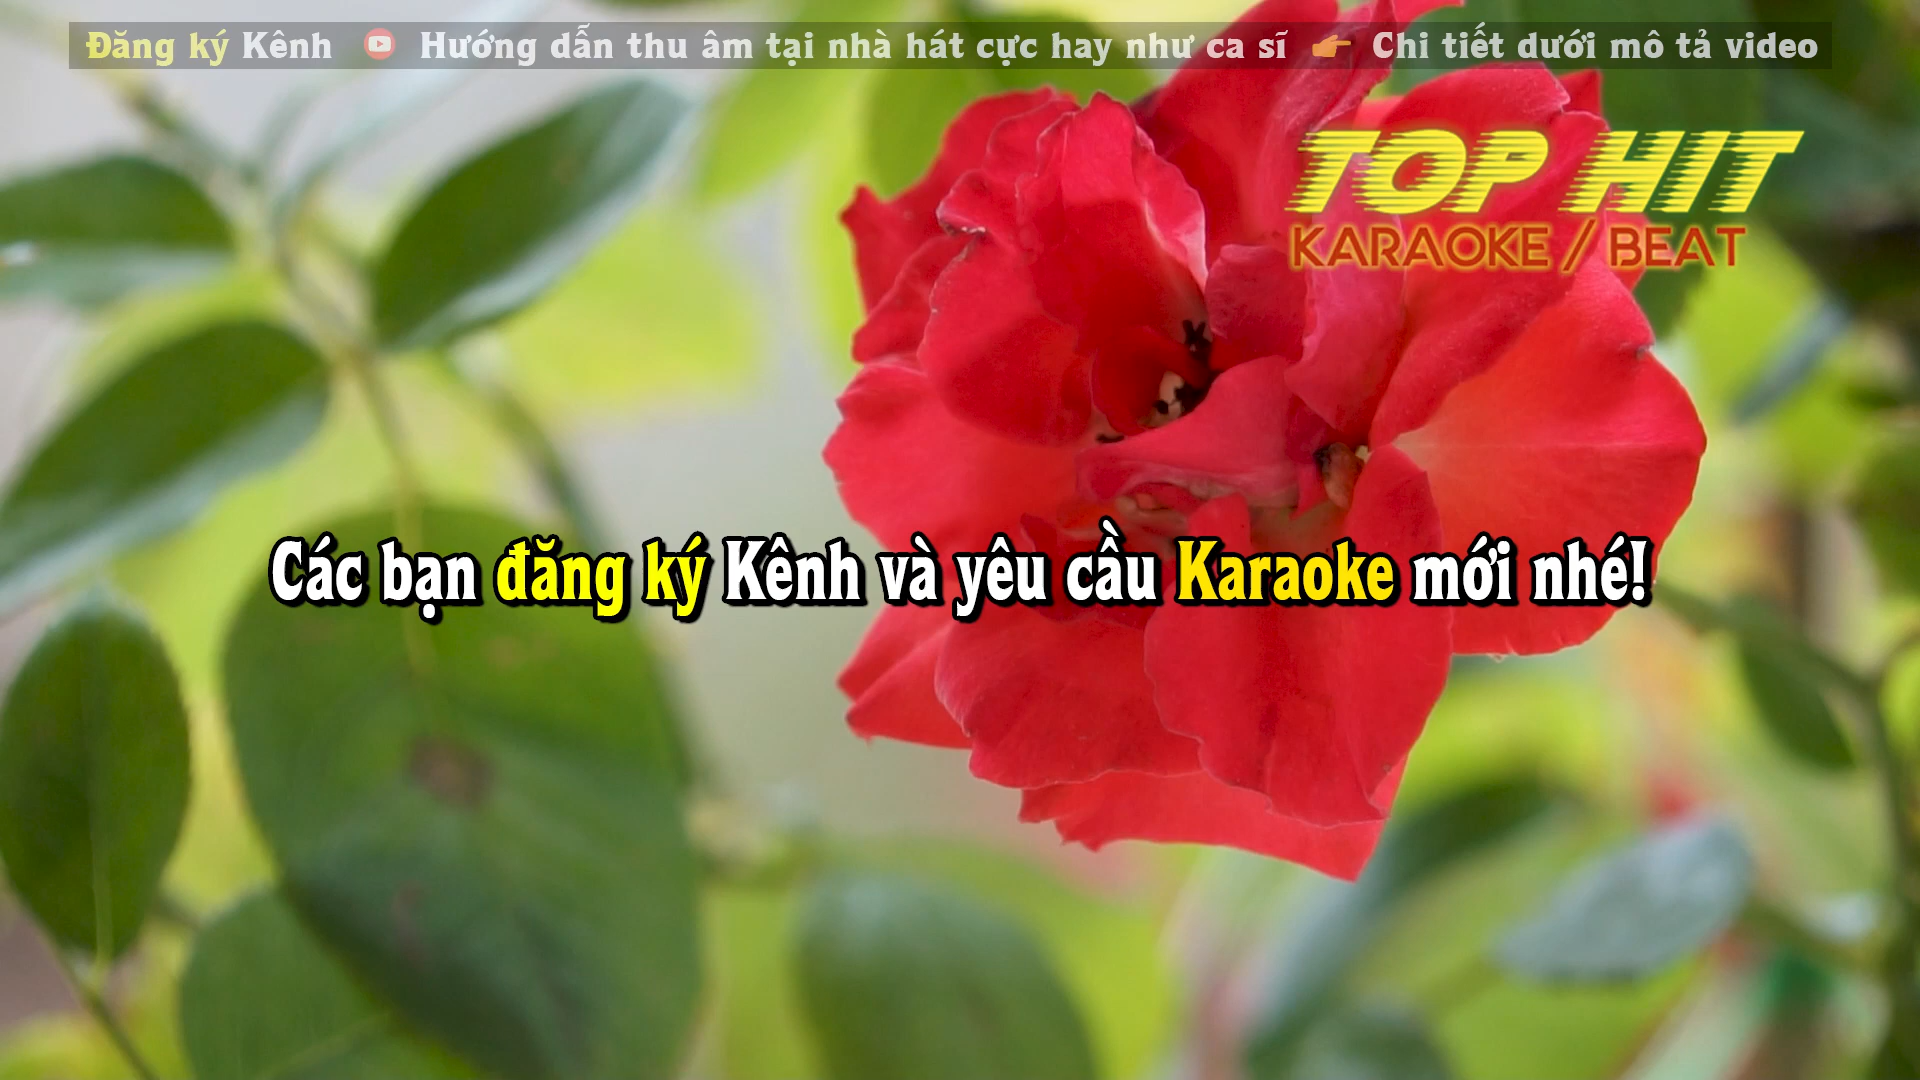 Đăng ký Kênh Hướng dẫn thu âm tại nhà hát cực hay như ca sĩ 👉 Chi tiết dưới mô tả video
TOP HIT
KARAOKE / BEAT
Các bạn đăng ký Kênh và yêu cầu Karaoke mới nhé!